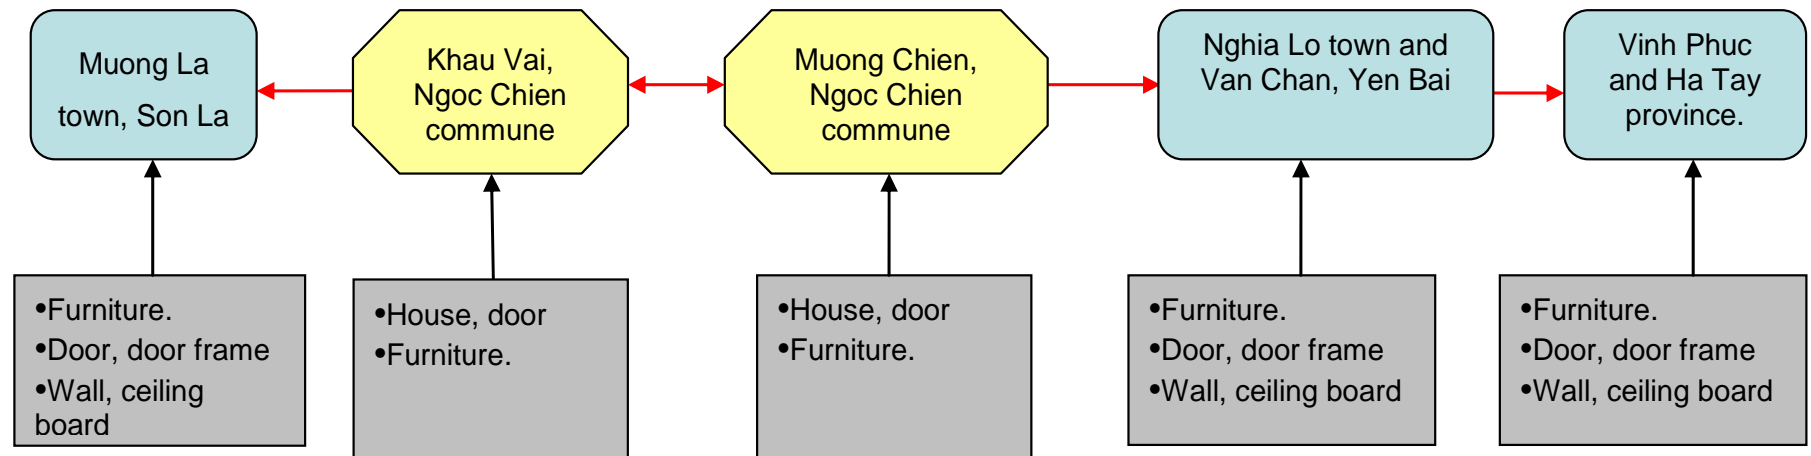 Muong La
town, Son La
Khau Vai,
Ngoc Chien
commune
Muong Chien,
Ngoc Chien
commune
Nghia Lo town and
Van Chan, Yen Bai
Vinh Phuc
and Ha Tay
province.
•Furniture.
•Door, door frame
•Wall, ceiling
board
•House, door
•Furniture.
•House, door
•Furniture.
•Furniture.
•Door, door frame
•Wall, ceiling board
•Furniture.
•Door, door frame
•Wall, ceiling board